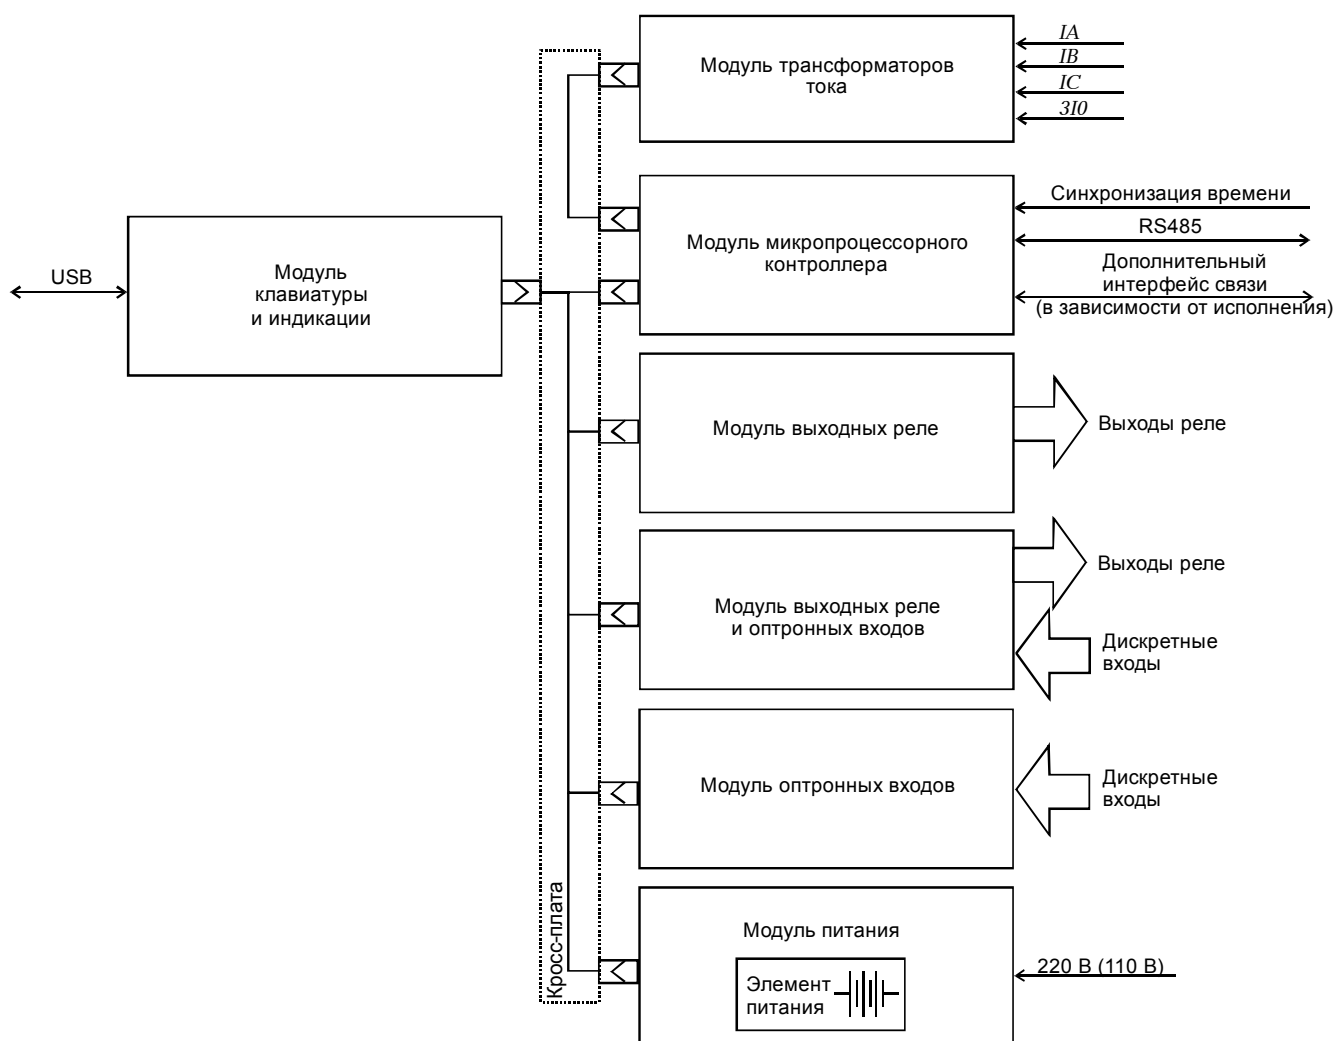 Модуль трансформаторов
тока
IA
IB
IC
3I0
Модуль микропроцессорного
контроллера
Синхронизация времени
RS485
Дополнительный
интерфейс связи
(в зависимости от исполнения)
USB
Модуль
клавиатуры
и индикации
Модуль выходных реле
Выходы реле
Модуль выходных реле
и оптронных входов
Выходы реле
Дискретные
входы
Модуль оптронных входов
Дискретные
входы
Кросс-плата
Модуль питания
Элемент
питания
220 В (110 В)